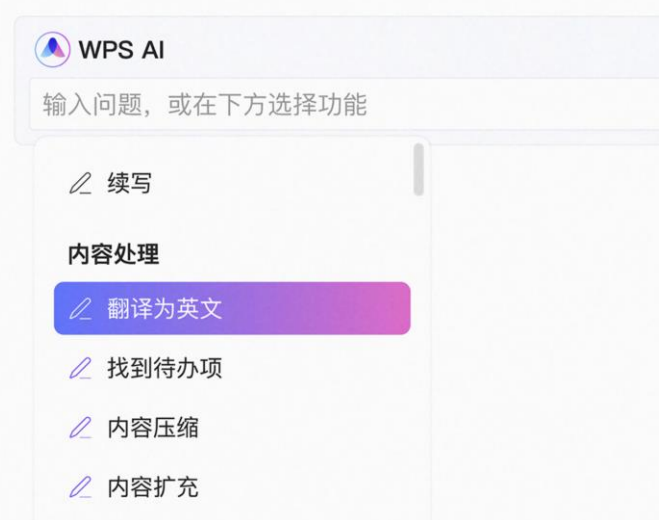 WPS AI
输入问题，或在下方选择功能
续写
内容处理
翻译为英文
找到待办项
内容压缩
内容扩充